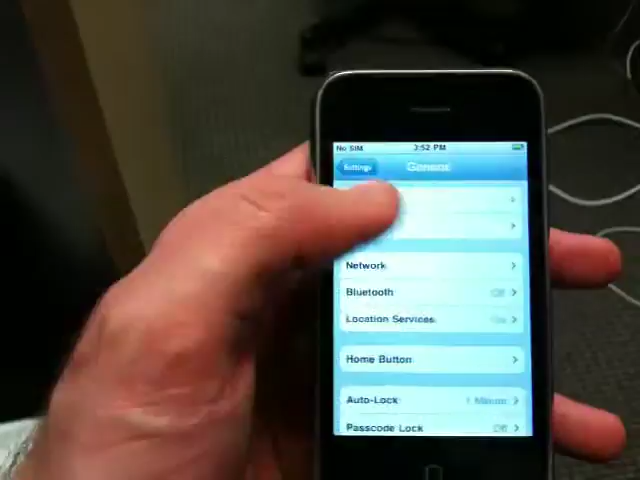 No SIM 3:52 PM
Settings General
Network
Bluetooth Off
Location Services On
Home Button
Auto-Lock 1 Minute
Passcode Lock Off